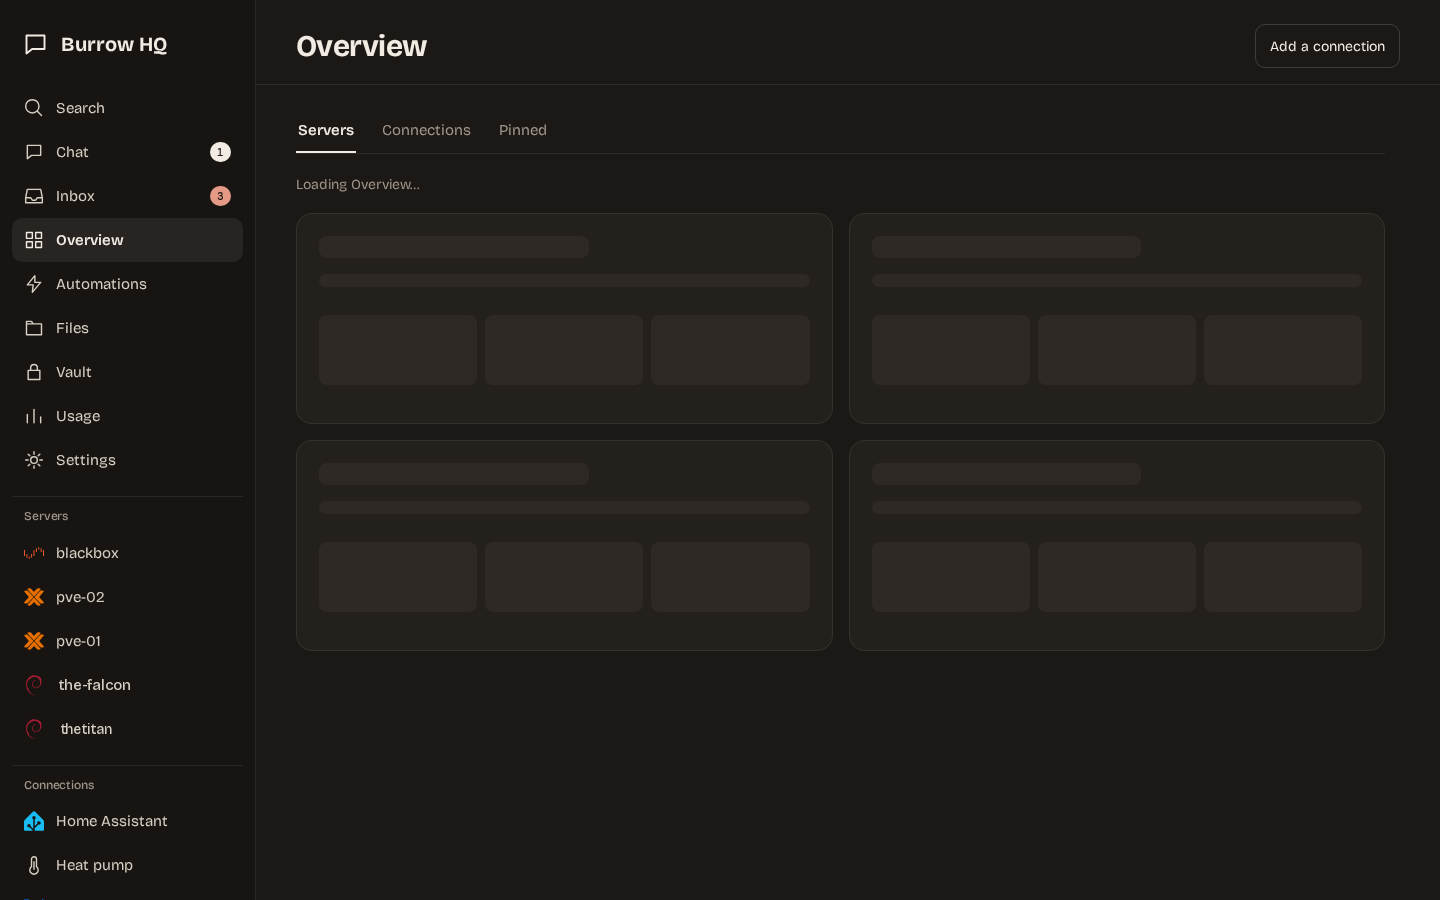 Burrow HQ
Search
Chat 1
Inbox 3
Overview
Automations
Files
Vault
Usage
Settings
Servers
blackbox
pve-02
pve-01
the-falcon
thetitan
Connections
Home Assistant
Heat pump
Overview
Add a connection
Servers Connections Pinned
Loading Overview...